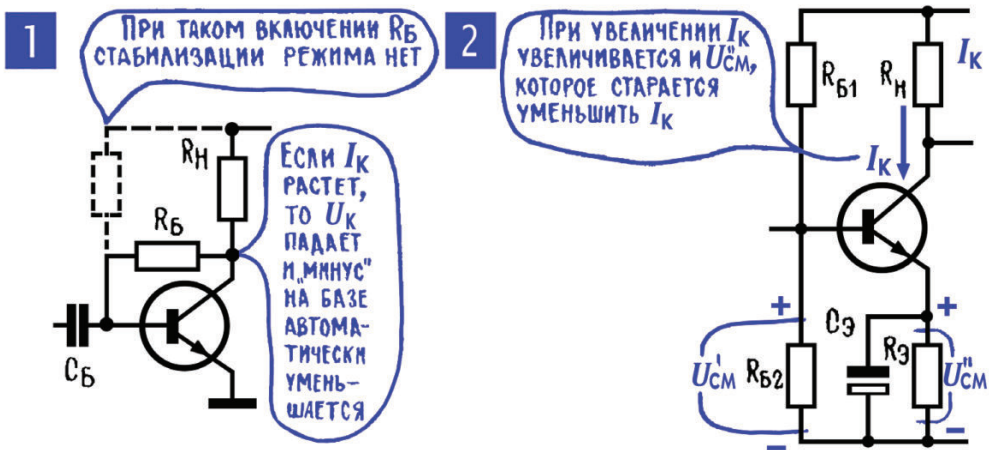 1
ПРИ ТАКОМ ВКЛЮЧЕНИИ RБ
СТАБИЛИЗАЦИИ РЕЖИМА НЕТ
RН
RБ
CБ
ЕСЛИ IК
РАСТЕТ,
ТО UК
ПАДАЕТ
И „МИНУС"
НА БАЗЕ
АВТОМА-
ТИЧЕСКИ
УМЕНЬ-
ШАЕТСЯ
2
ПРИ УВЕЛИЧЕНИИ IК
УВЕЛИЧИВАЕТСЯ И U"СМ,
КОТОРОЕ СТАРАЕТСЯ
УМЕНЬШИТЬ IК
RБ1
RН
IК
IК
+
+
CЭ
RЭ
U'СМ
RБ2
U"СМ
–
–